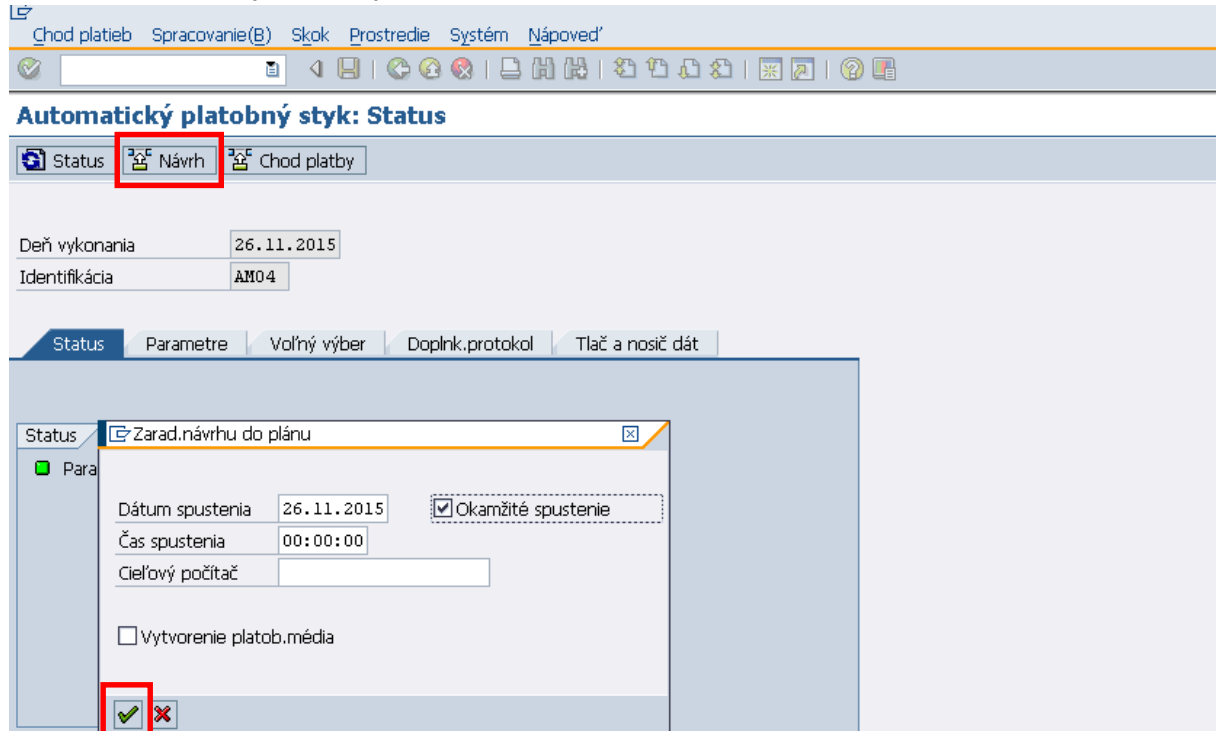 Chod platieb Spracovanie(B) Skok Prostredie Systém Nápoveď
Automatický platobný styk: Status
Status Návrh Chod platby
Deň vykonania 26.11.2015
Identifikácia AM04
Status Parametre Voľný výber Doplnk.protokol Tlač a nosič dát
Status Zarad.návrhu do plánu
Para
Dátum spustenia 26.11.2015 Okamžité spustenie
Čas spustenia 00:00:00
Cieľový počítač
Vytvorenie platob.média